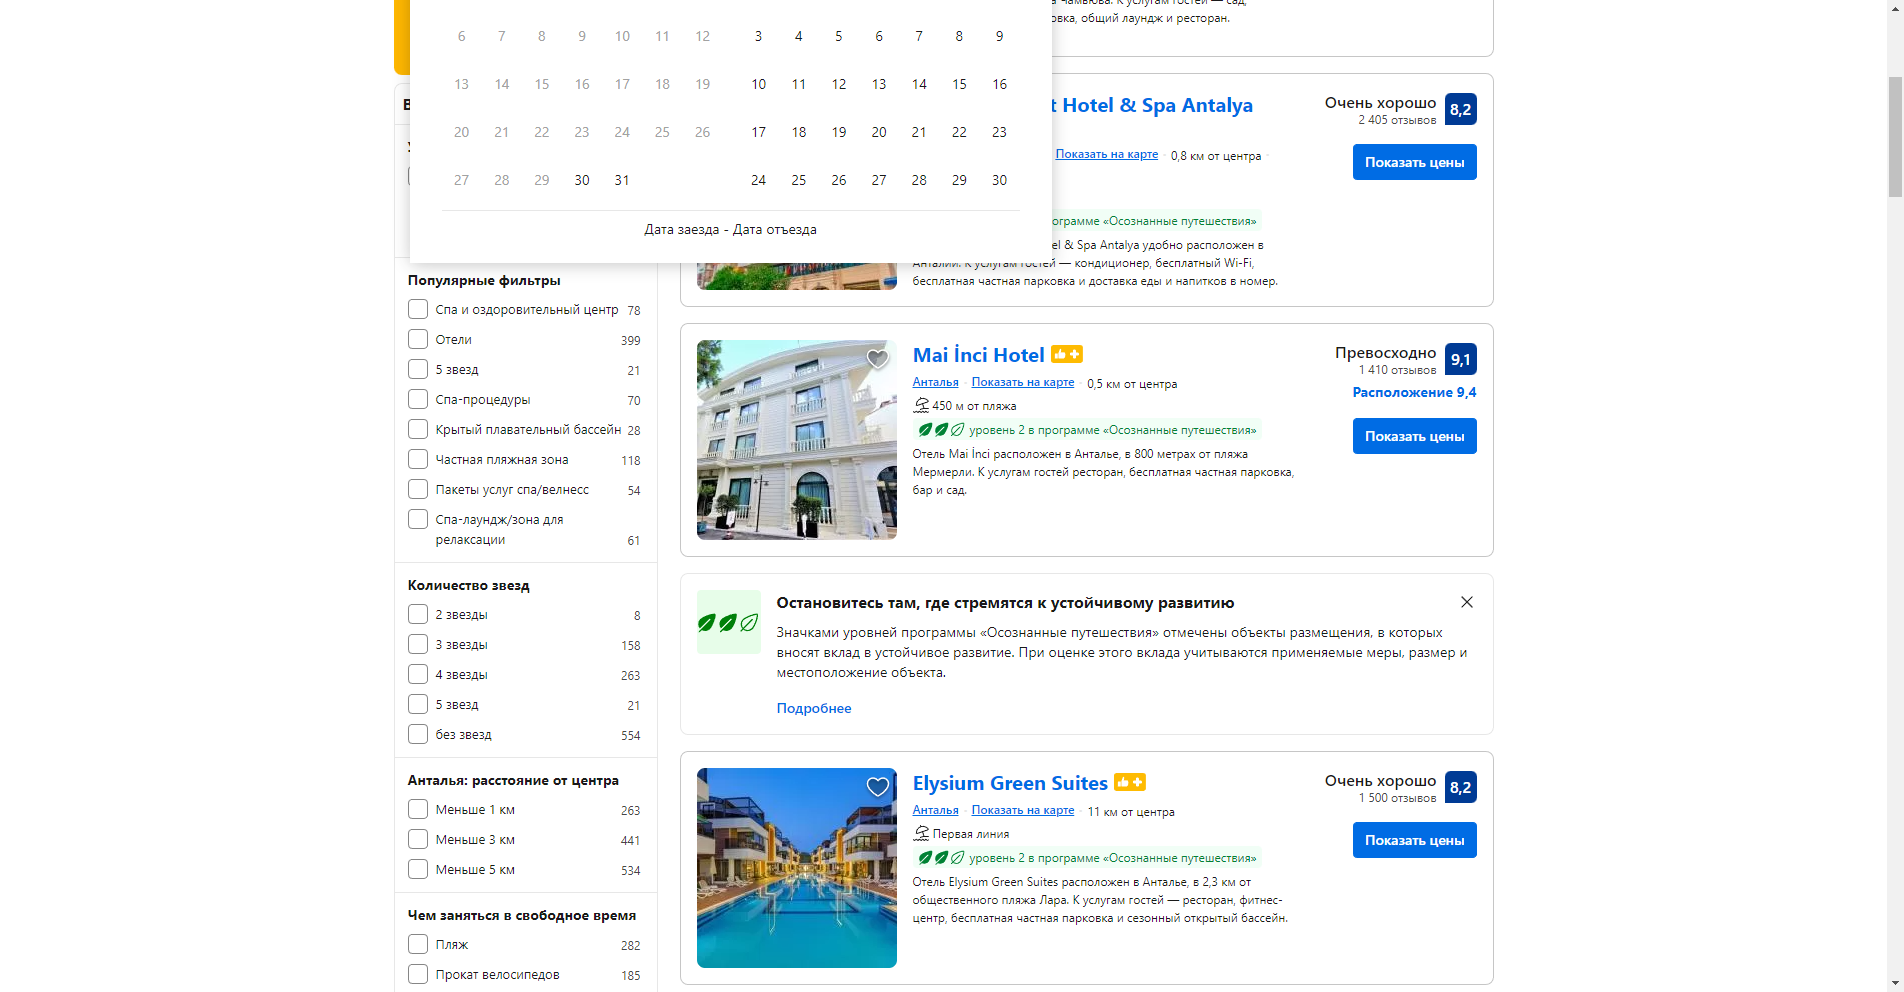 6 7 8 9 10 11 12
13 14 15 16 17 18 19
20 21 22 23 24 25 26
27 28 29 30 31
3 4 5 6 7 8 9
10 11 12 13 14 15 16
17 18 19 20 21 22 23
24 25 26 27 28 29 30
Дата заезда - Дата отъезда
Популярные фильтры
Спа и оздоровительный центр 78
Отели 399
5 звезд 21
Спа-процедуры 70
Крытый плавательный бассейн 28
Частная пляжная зона 118
Пакеты услуг спа/велнесс 54
Спа-лаундж/зона для
релаксации 61
Количество звезд
2 звезды 8
3 звезды 158
4 звезды 263
5 звезд 21
без звезд 554
Анталья: расстояние от центра
Меньше 1 км 263
Меньше 3 км 441
Меньше 5 км 534
Чем заняться в свободное время
Пляж 282
Прокат велосипедов 185
общий лаундж и ресторан.
t Hotel & Spa Antalya
Очень хорошо 8,2
2 405 отзывов
Показать на карте · 0,8 км от центра ·
Показать цены
ограмме «Осознанные путешествия»
el & Spa Antalya удобно расположен в
Анталии. К услугам гостей — кондиционер, бесплатный Wi-Fi,
бесплатная частная парковка и доставка еды и напитков в номер.
Mai İnci Hotel
Превосходно 9,1
1 410 отзывов
Расположение 9,4
Анталья · Показать на карте · 0,5 км от центра
450 м от пляжа
уровень 2 в программе «Осознанные путешествия»
Отель Mai İnci расположен в Анталье, в 800 метрах от пляжа
Мермерли. К услугам гостей ресторан, бесплатная частная парковка,
бар и сад.
Показать цены
Остановитесь там, где стремятся к устойчивому развитию
Значками уровней программы «Осознанные путешествия» отмечены объекты размещения, в которых
вносят вклад в устойчивое развитие. При оценке этого вклада учитываются применяемые меры, размер и
местоположение объекта.
Подробнее
Elysium Green Suites
Очень хорошо 8,2
1 500 отзывов
Анталья · Показать на карте · 11 км от центра
Первая линия
уровень 2 в программе «Осознанные путешествия»
Отель Elysium Green Suites расположен в Анталье, в 2,3 км от
общественного пляжа Лара. К услугам гостей — ресторан, фитнес-
центр, бесплатная частная парковка и сезонный открытый бассейн.
Показать цены